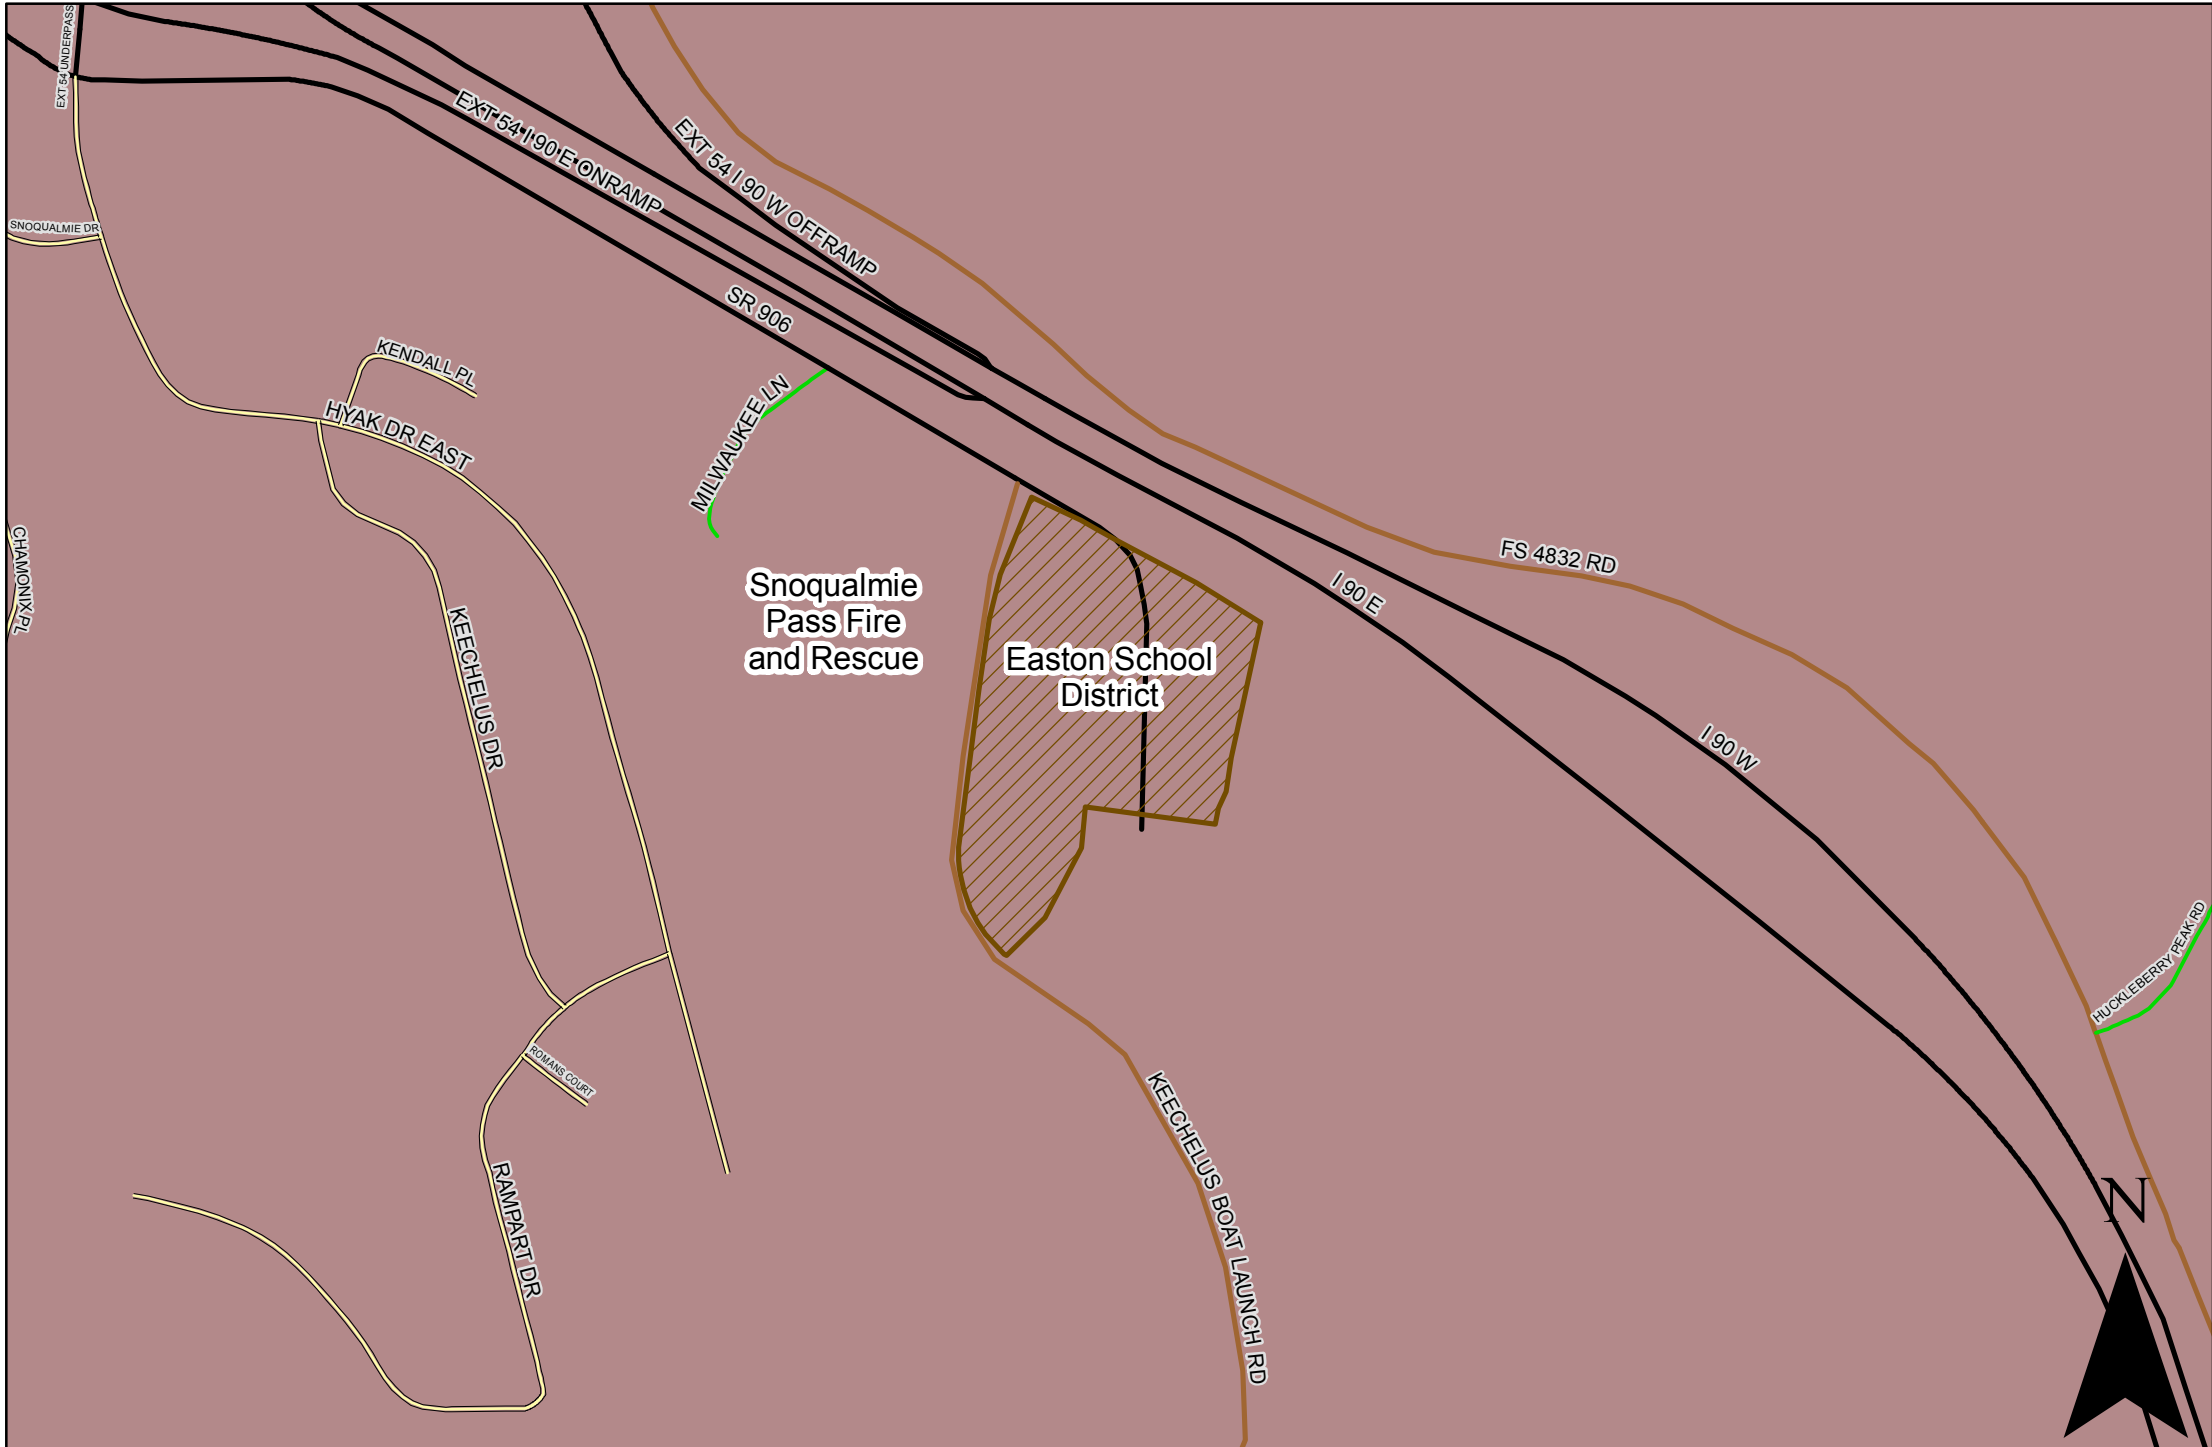 EXT 54 UNDERPASS
EXT 54 I 90 E ONRAMP
EXT 54 I 90 W OFFRAMP
SNOQUALMIE DR
SR 906
KENDALL PL
MILWAUKEE LN
HYAK DR EAST
CHAMONIX PL
FS 4832 RD
I 90 E
Snoqualmie
Pass Fire
and Rescue
Easton School
District
KEECHELUS DR
I 90 W
HUCKLEBERRY PEAK RD
ROMANS COURT
KEECHELUS BOAT LAUNCH RD
RAMPART DR
N